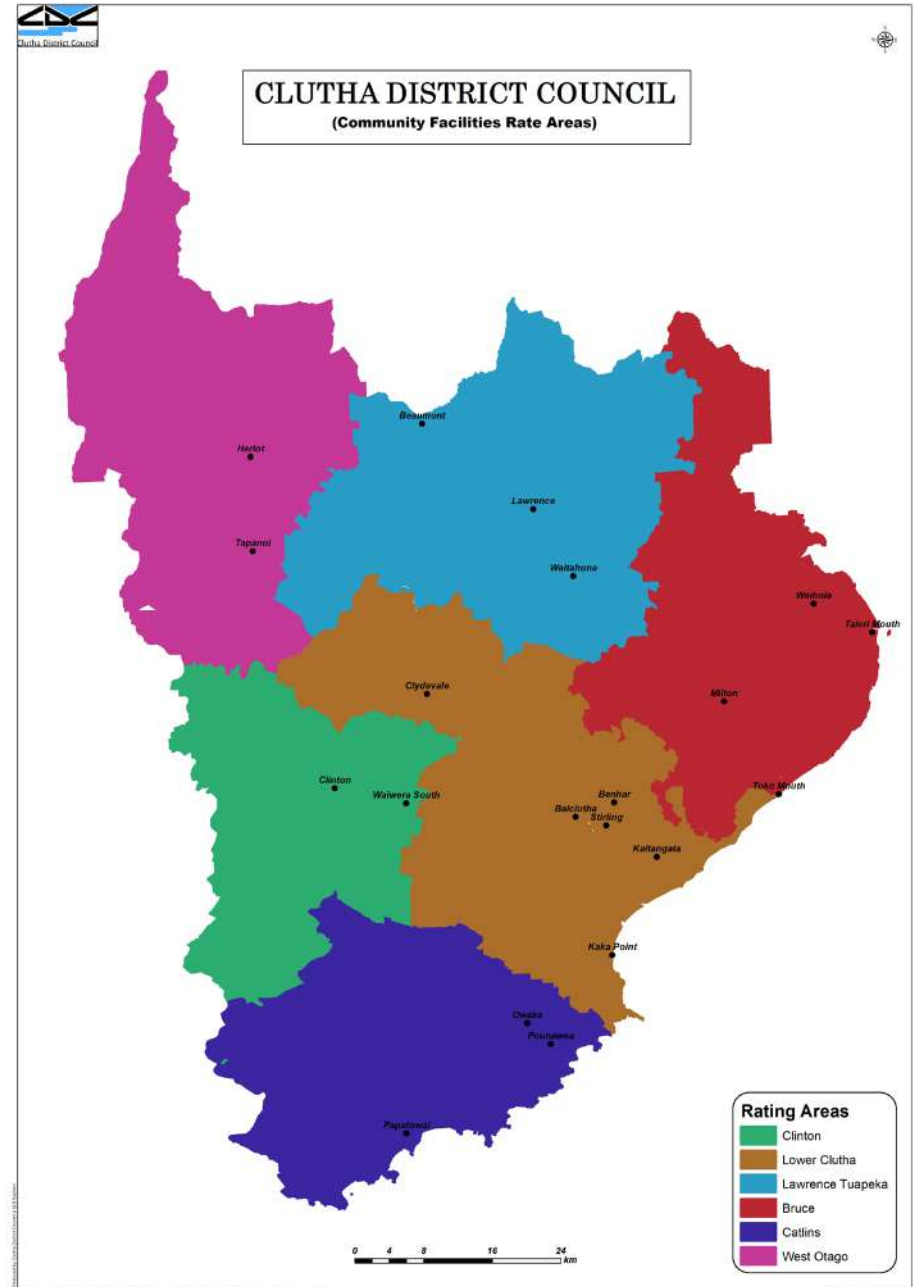 Clutha District Council
CLUTHA DISTRICT COUNCIL
(Community Facilities Rate Areas)
Beaumont
Heriot
Lawrence
Tapanui
Waitahuna
Waihola
Taieri Mouth
Clydevale
Milton
Clinton
Waiwera South
Toko Mouth
Benhar
Balclutha
Stirling
Kaitangata
Kaka Point
Owaka
Pounawea
Papatowai
Rating Areas
Clinton
Lower Clutha
Lawrence Tuapeka
Bruce
Catlins
West Otago
0 4 8 16 24
km